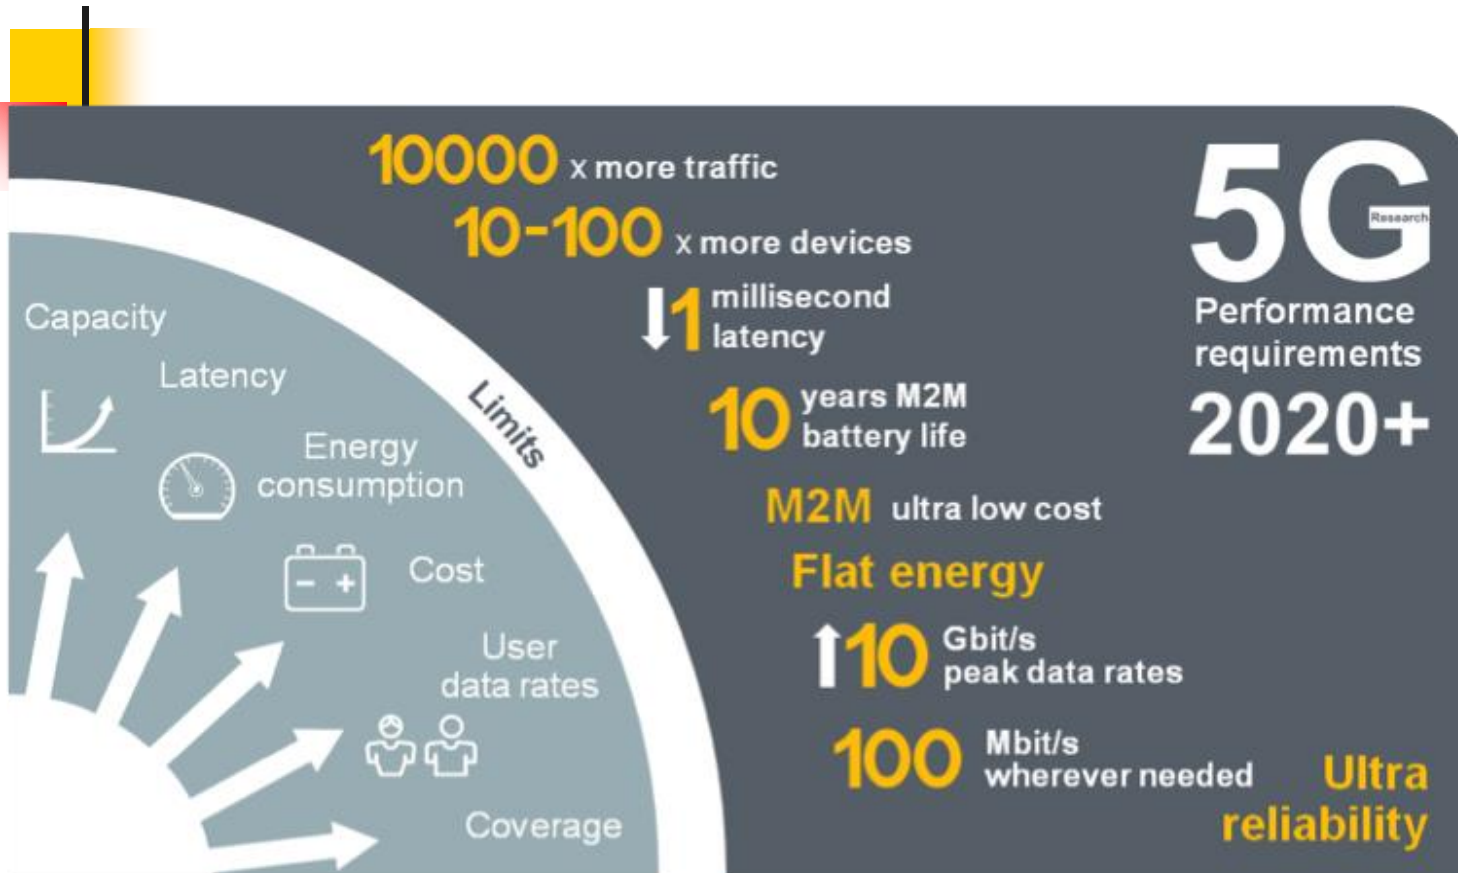 10000 x more traffic
10-100 x more devices
1 millisecond
latency
10 years M2M
battery life
M2M ultra low cost
Flat energy
10 Gbit/s
peak data rates
100 Mbit/s
wherever needed
Ultra
reliability
5G
Research
Performance
requirements
2020+
Limits
Capacity
Latency
Energy
consumption
Cost
User
data rates
Coverage